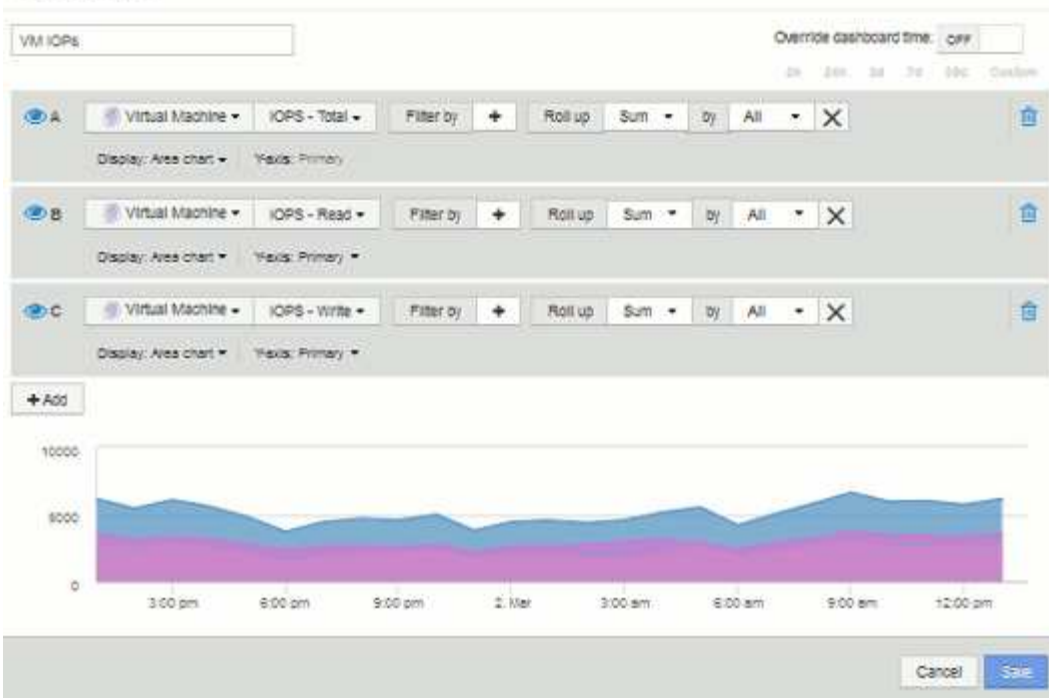 VM IOPs
Override dashboard time: OFF
3d 7d Custom
A Virtual Machine IOPS - Total Filter by + Roll up Sum by All X
Display: Area chart Y-axis: Primary
B Virtual Machine IOPS - Read Filter by + Roll up Sum by All X
Display: Area chart Y-axis: Primary
C Virtual Machine IOPS - Write Filter by + Roll up Sum by All X
Display: Area chart Y-axis: Primary
+ Add
10000
5000
0
3:00 pm 6:00 pm 9:00 pm 2. Mar 3:00 am 6:00 am 9:00 am 12:00 pm
Cancel Save